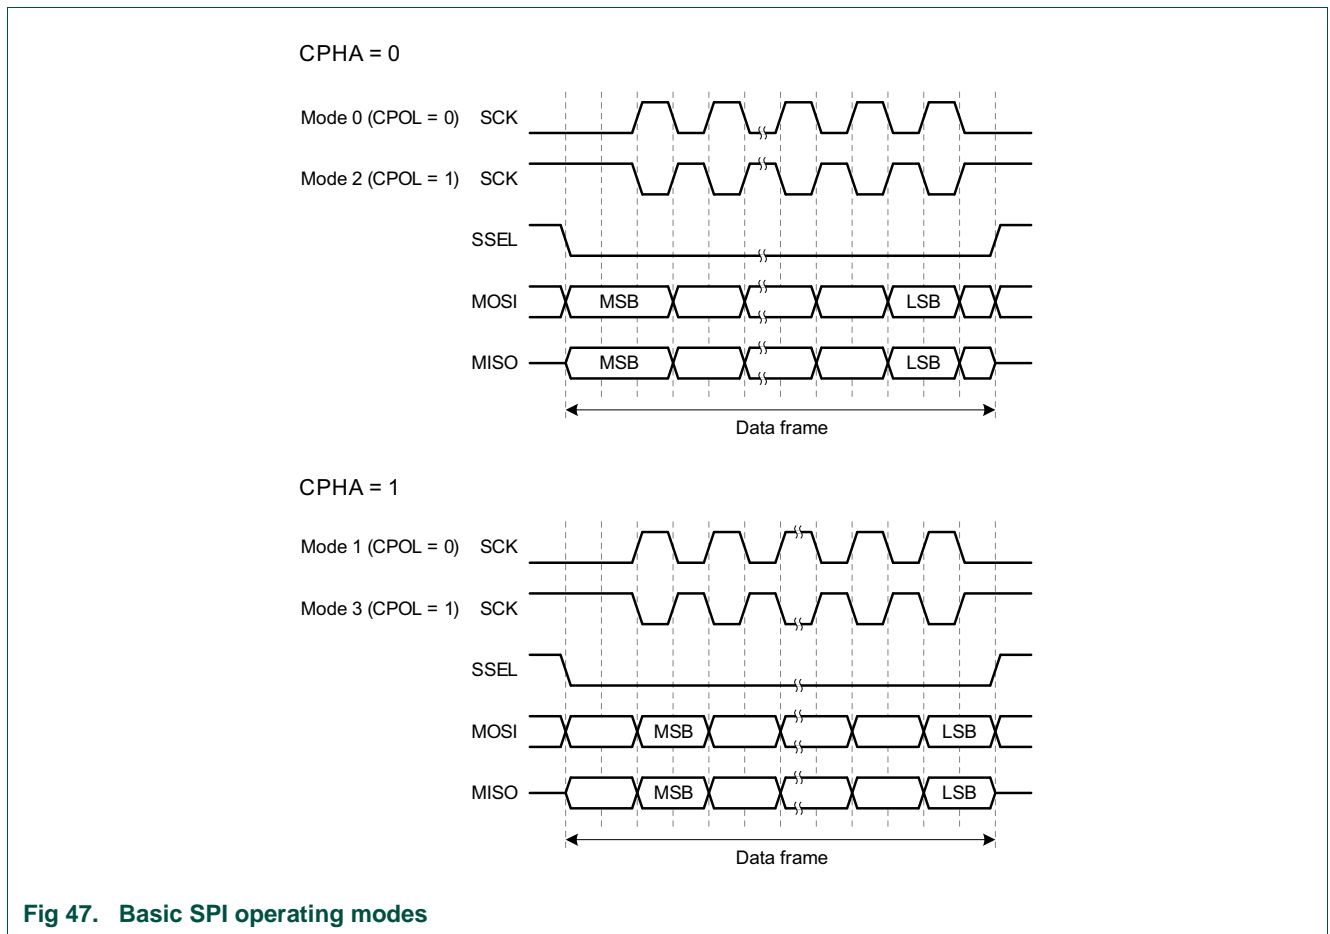 CPHA = 0
Mode 0 (CPOL = 0) SCK
Mode 2 (CPOL = 1) SCK
SSEL
MOSI MSB LSB
MISO MSB LSB
Data frame
CPHA = 1
Mode 1 (CPOL = 0) SCK
Mode 3 (CPOL = 1) SCK
SSEL
MOSI MSB LSB
MISO MSB LSB
Data frame
Fig 47. Basic SPI operating modes